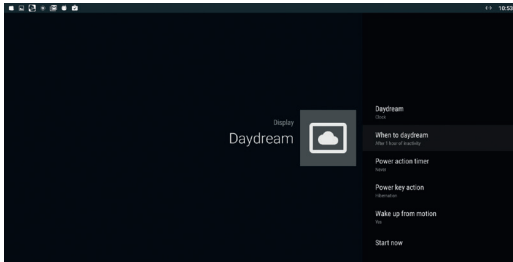 10:53
Display
Daydream
Daydream
Clock
When to daydream
After 1 hour of inactivity
Power action timer
Never
Power key action
Hibernation
Wake up from motion
Yes
Start now